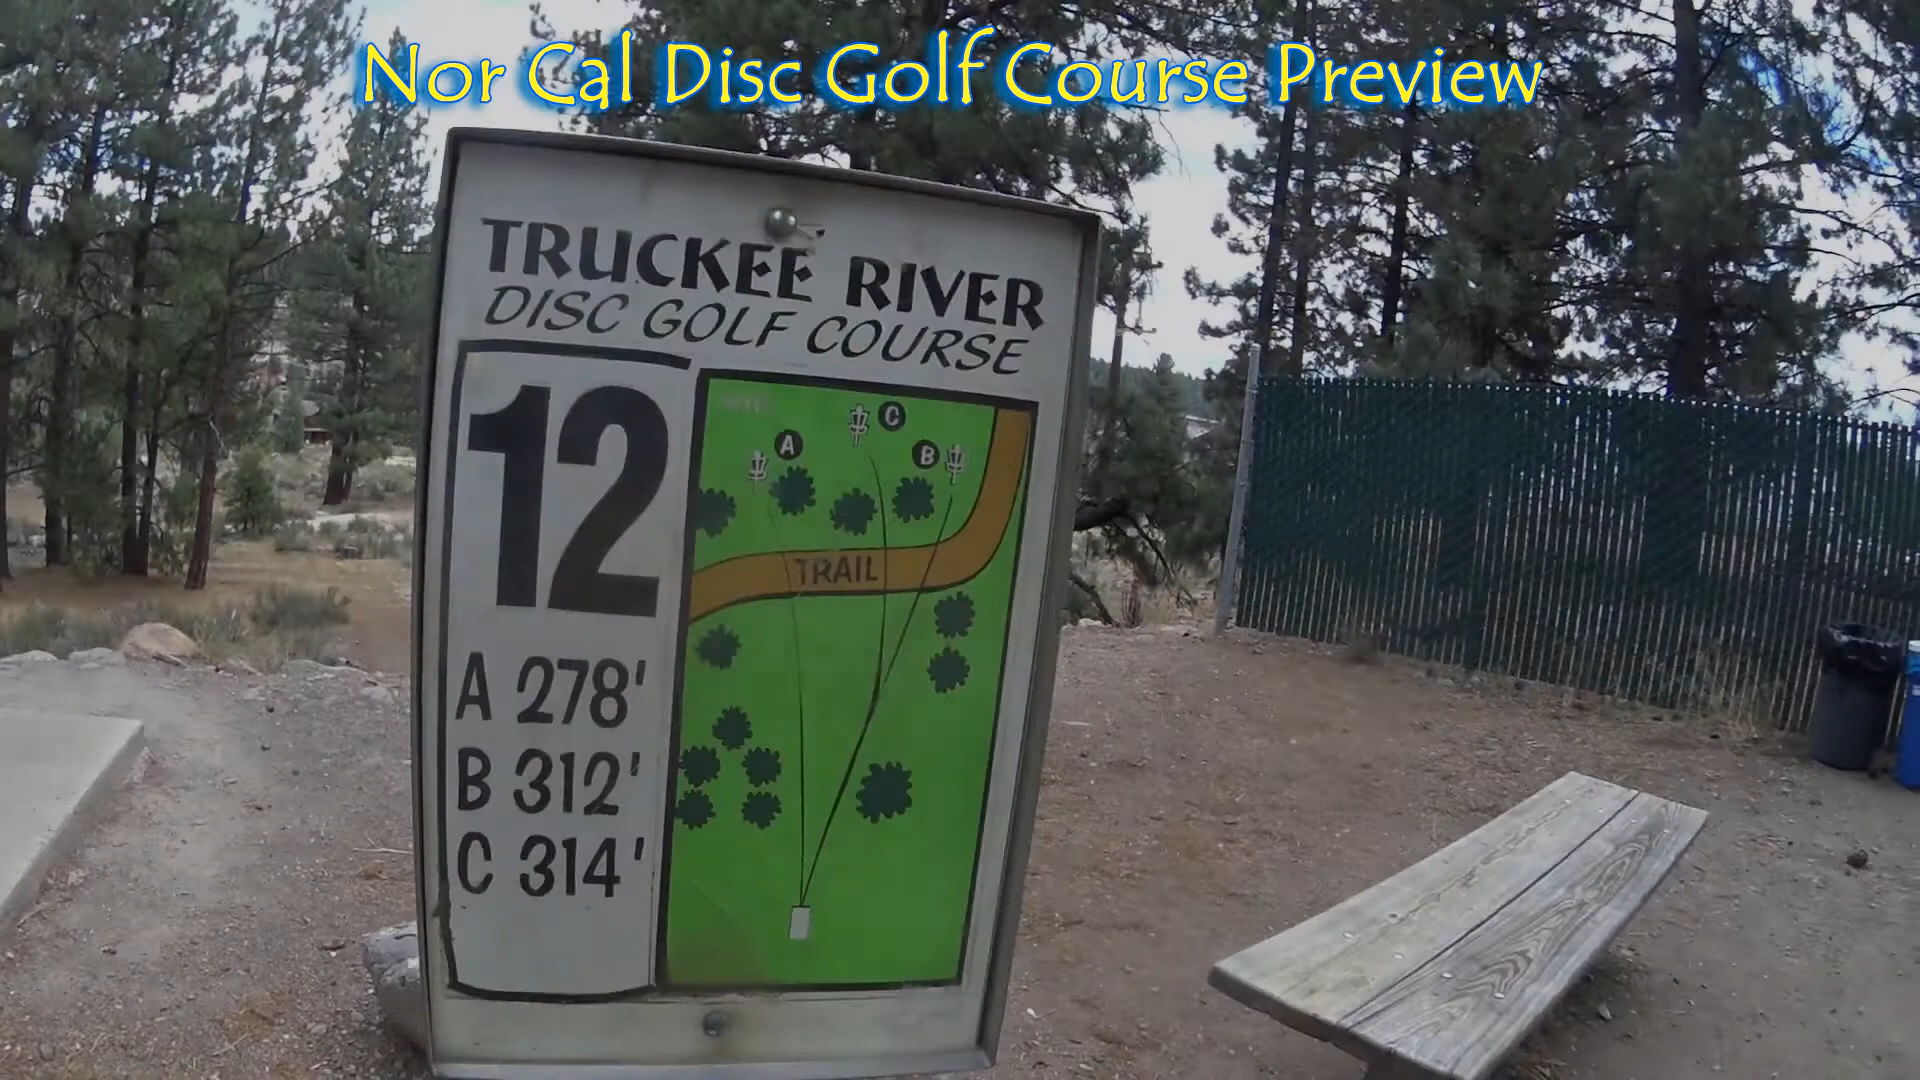 Nor Cal Disc Golf Course Preview
TRUCKEE RIVER
DISC GOLF COURSE
12
A 278'
B 312'
C 314'
A
C
B
TRAIL